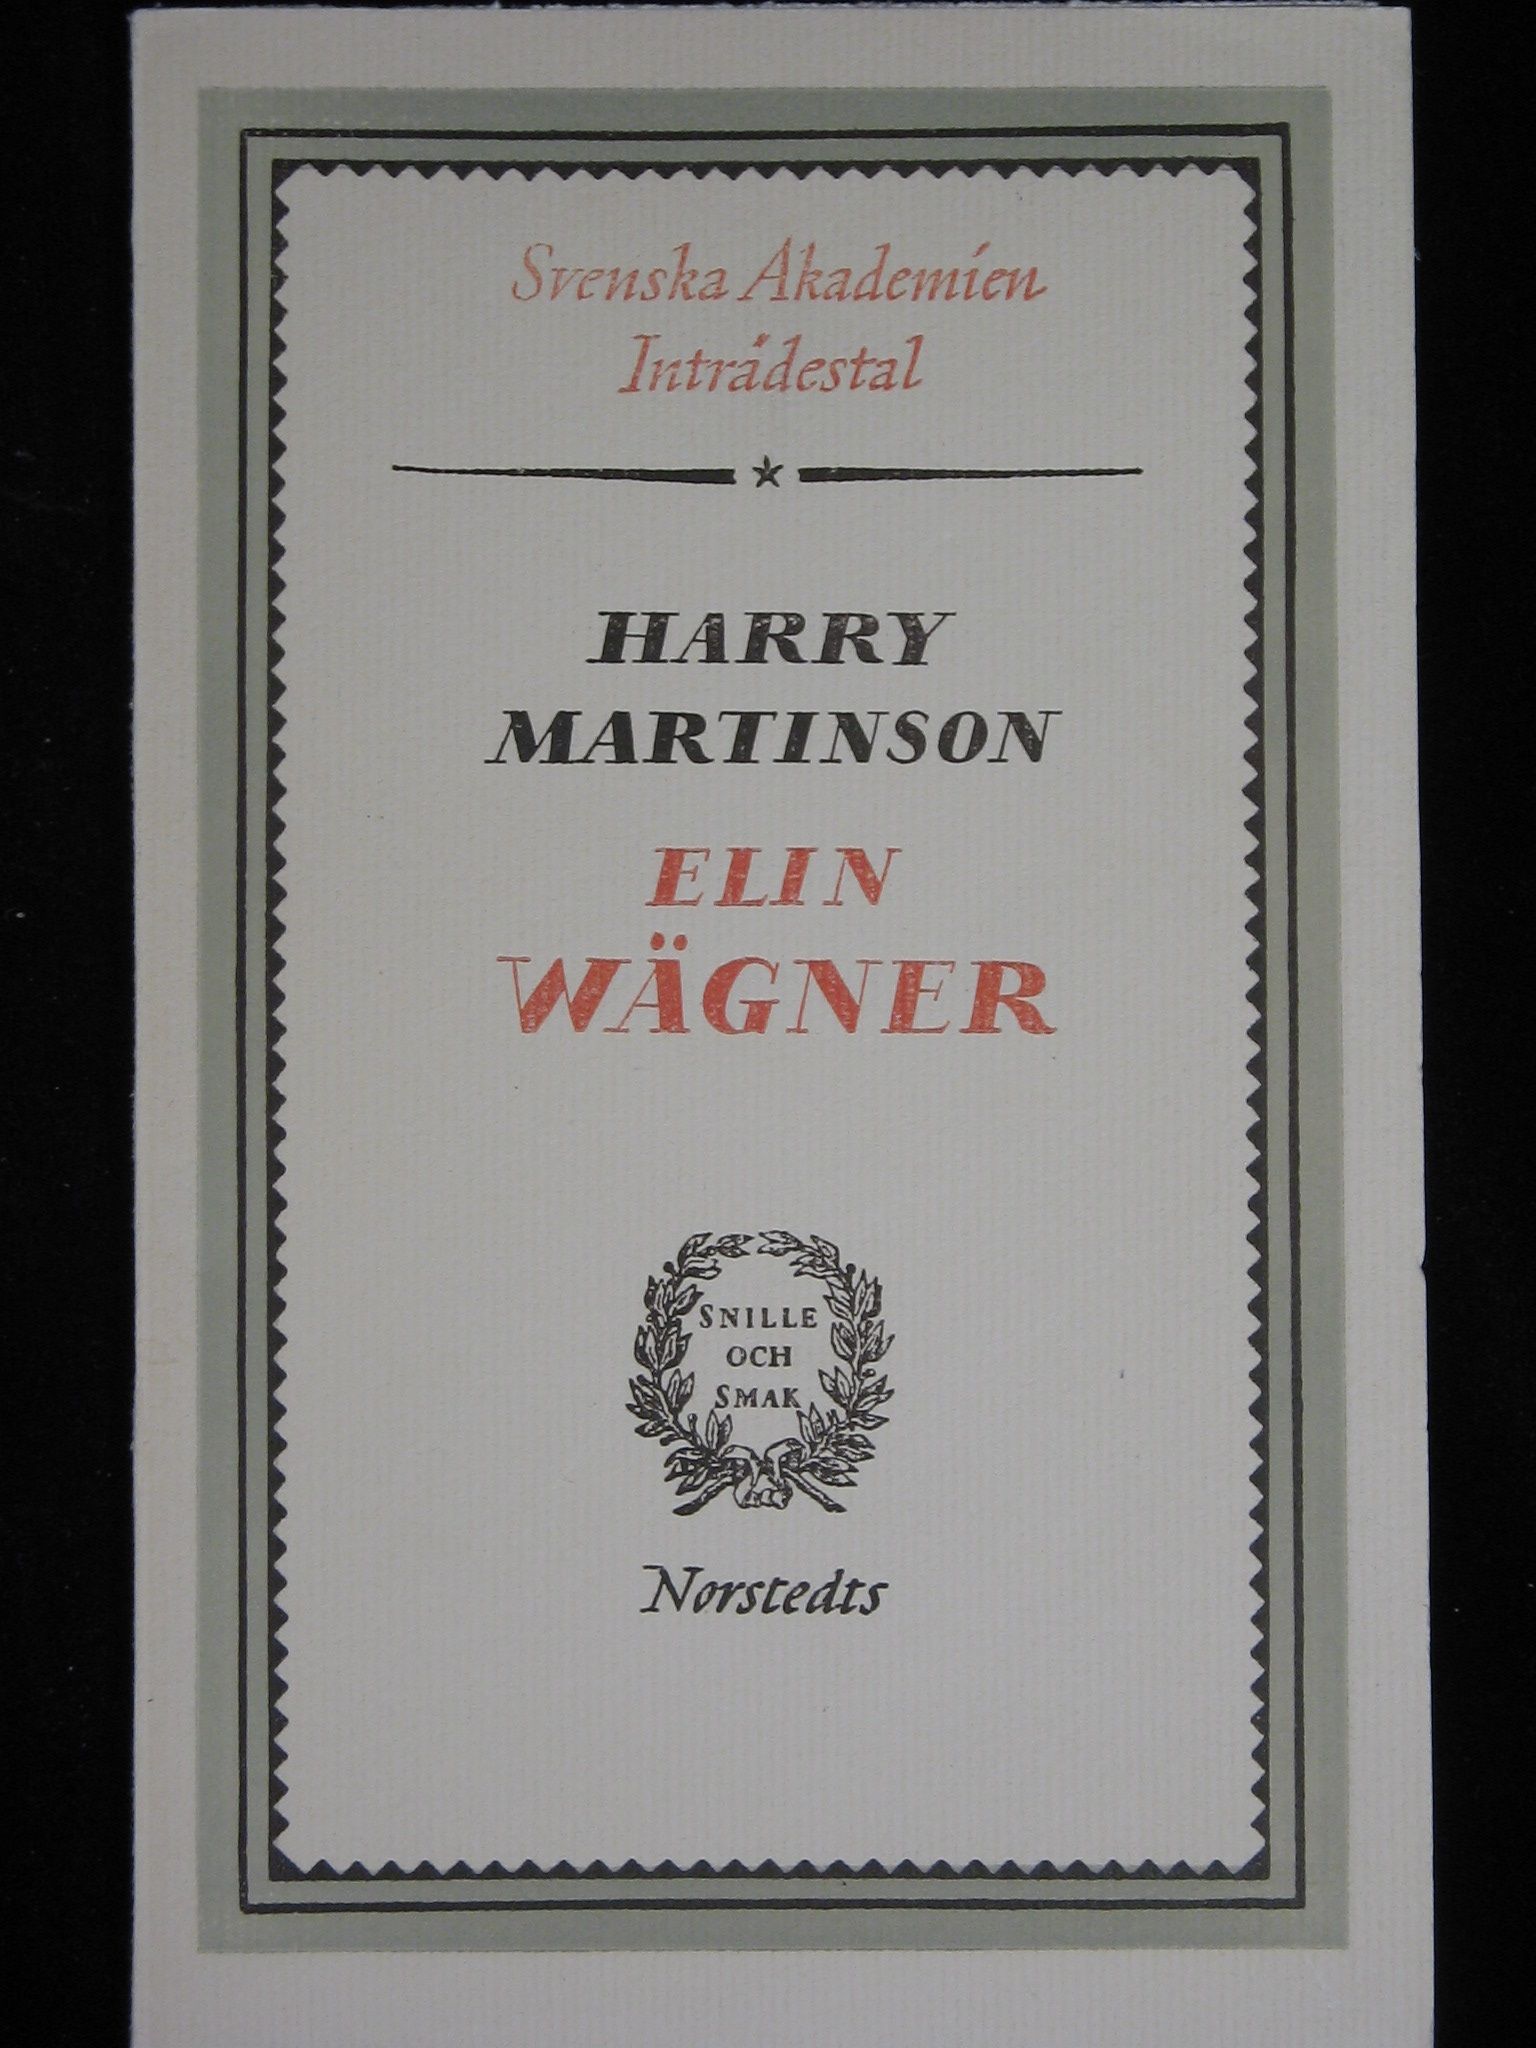 Svenska Akademien
Inträdestal
HARRY
MARTINSON
ELIN
WÄGNER
SNILLE
OCH
SMAK
Norstedts